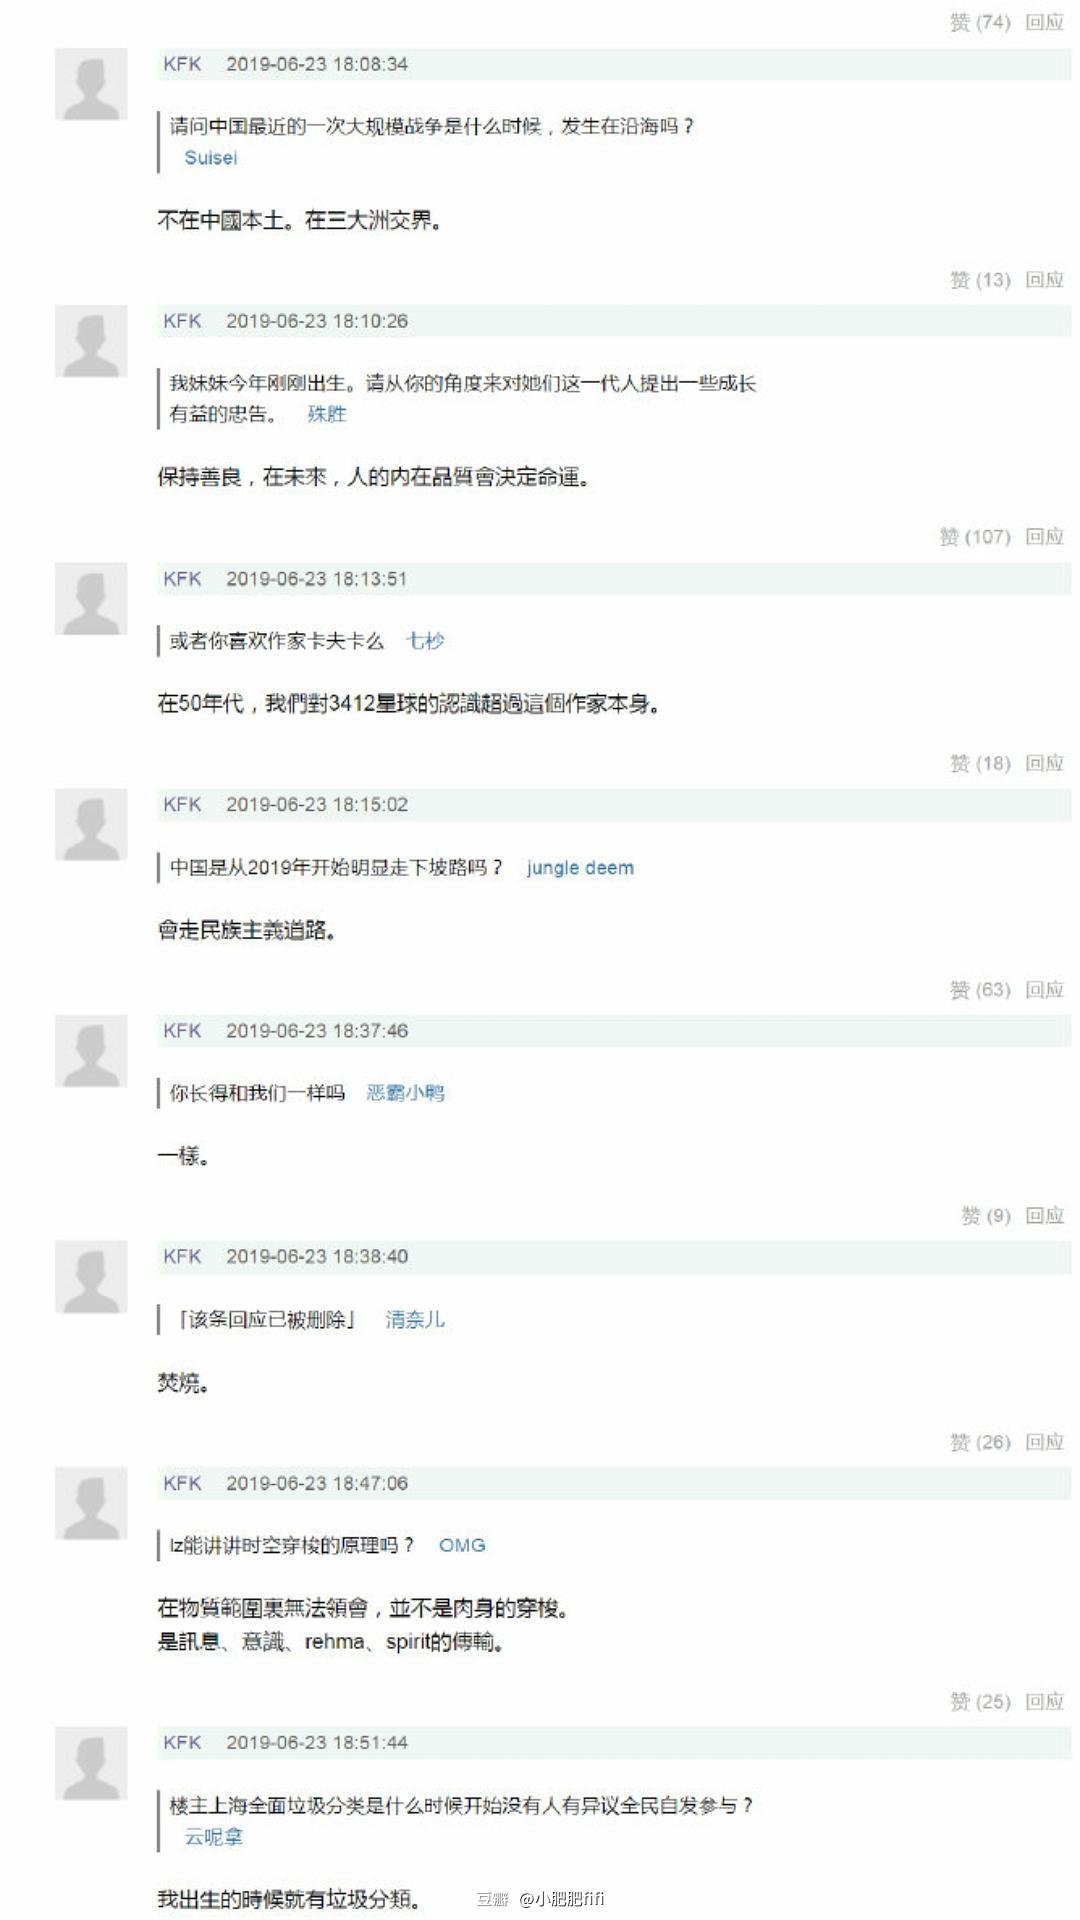 赞 (74) 回应
KFK 2019-06-23 18:08:34
请问中国最近的一次大规模战争是什么时候，发生在沿海吗？
Suisei
不在中國本土。在三大洲交界。
赞 (13) 回应
KFK 2019-06-23 18:10:26
我妹妹今年刚刚出生。请从你的角度来对她们这一代人提出一些成长
有益的忠告。 殊胜
保持善良，在未來，人的内在品質會決定命運。
赞 (107) 回应
KFK 2019-06-23 18:13:51
或者你喜欢作家卡夫卡么 七杪
在50年代，我們對3412星球的認識超過這個作家本身。
赞 (18) 回应
KFK 2019-06-23 18:15:02
中国是从2019年开始明显走下坡路吗？ jungle deem
會走民族主義道路。
赞 (63) 回应
KFK 2019-06-23 18:37:46
你长得和我们一样吗 恶霸小鸭
一樣。
赞 (9) 回应
KFK 2019-06-23 18:38:40
「该条回应已被删除」 清奈儿
焚燒。
赞 (26) 回应
KFK 2019-06-23 18:47:06
lz能讲讲时空穿梭的原理吗？ OMG
在物質範圍裏無法領會，並不是肉身的穿梭。
是訊息、意識、rehma、spirit的傳輸。
赞 (25) 回应
KFK 2019-06-23 18:51:44
楼主上海全面垃圾分类是什么时候开始没有人有异议全民自发参与？
云呢拿
我出生的時候就有垃圾分類。
豆瓣 @小肥肥fifi